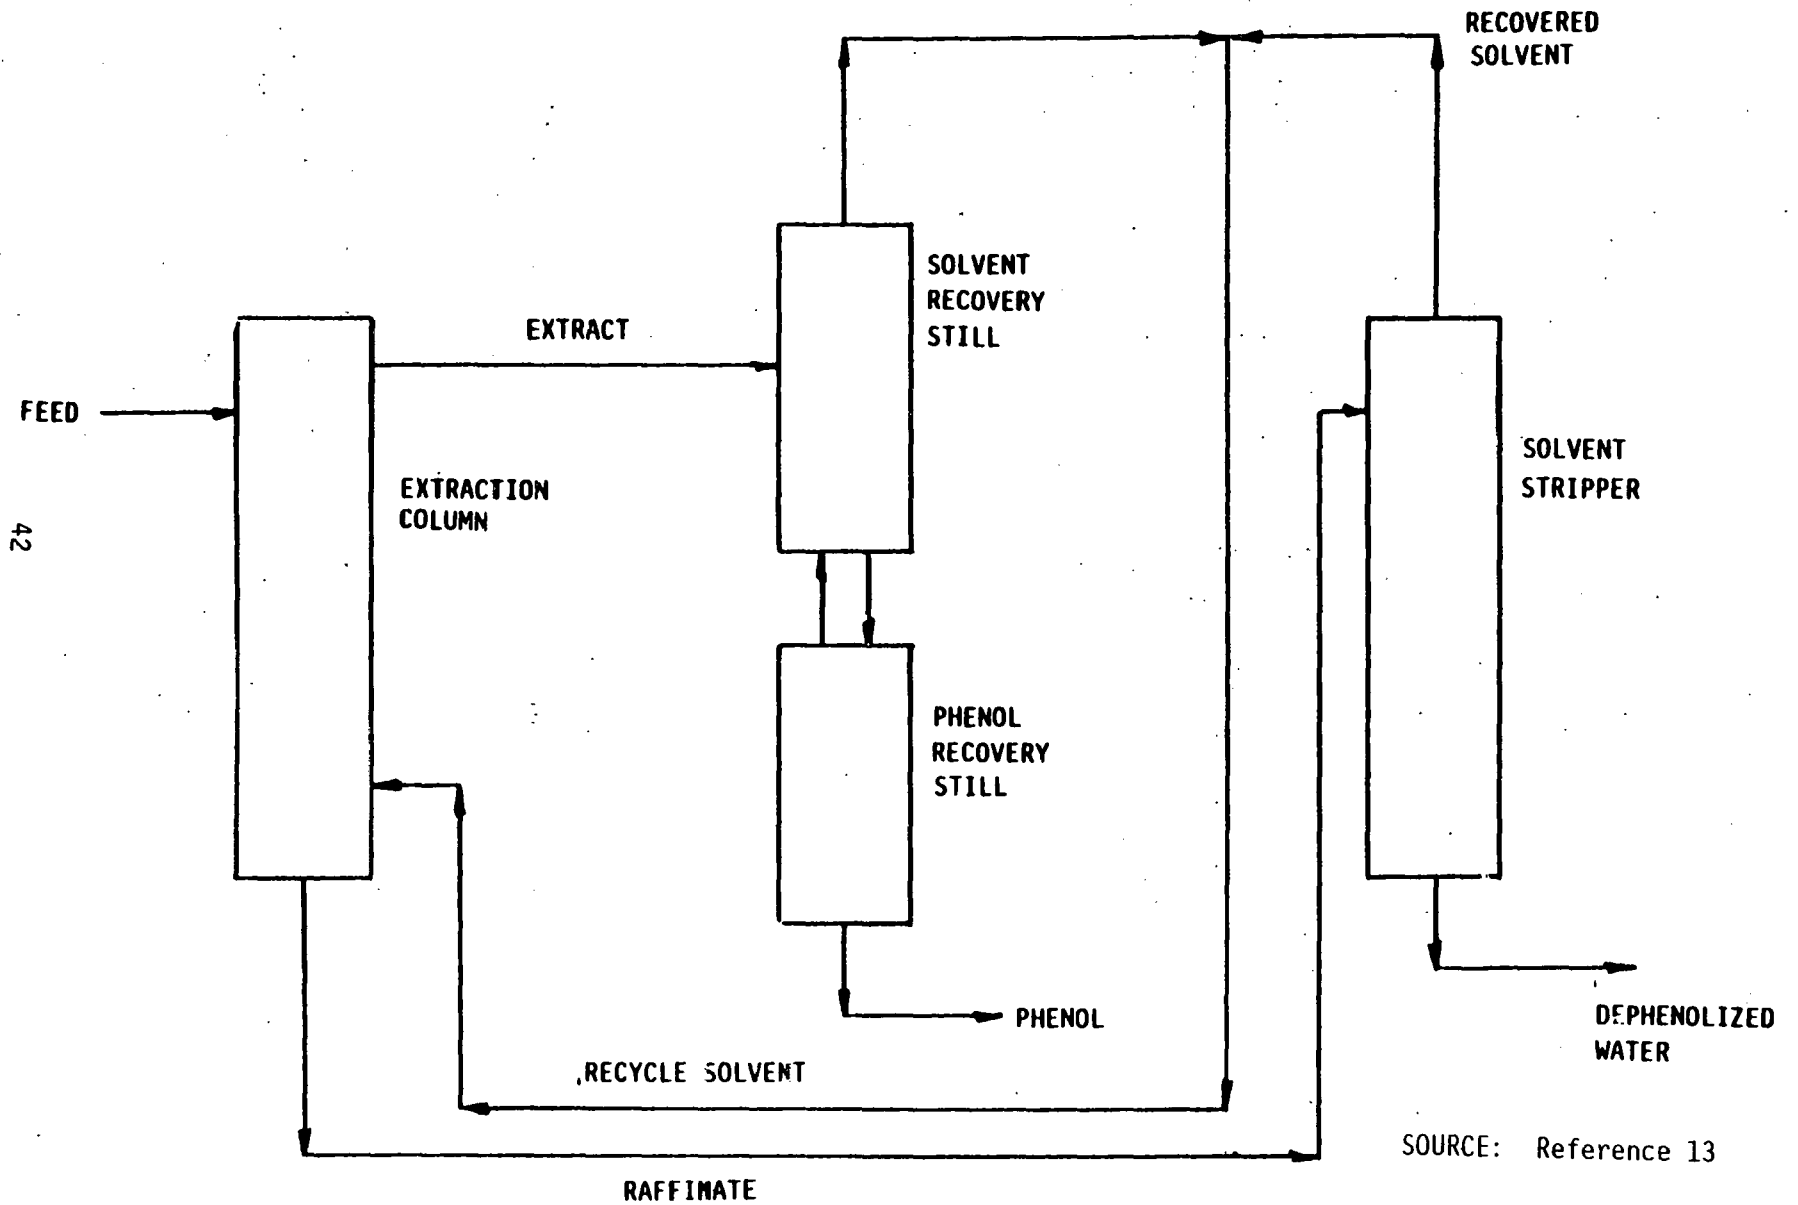 RECOVERED
SOLVENT
SOLVENT
RECOVERY
STILL
EXTRACT
FEED
EXTRACTION
COLUMN
SOLVENT
STRIPPER
42
PHENOL
RECOVERY
STILL
PHENOL
DEPHENOLIZED
WATER
RECYCLE SOLVENT
SOURCE: Reference 13
RAFFIMATE